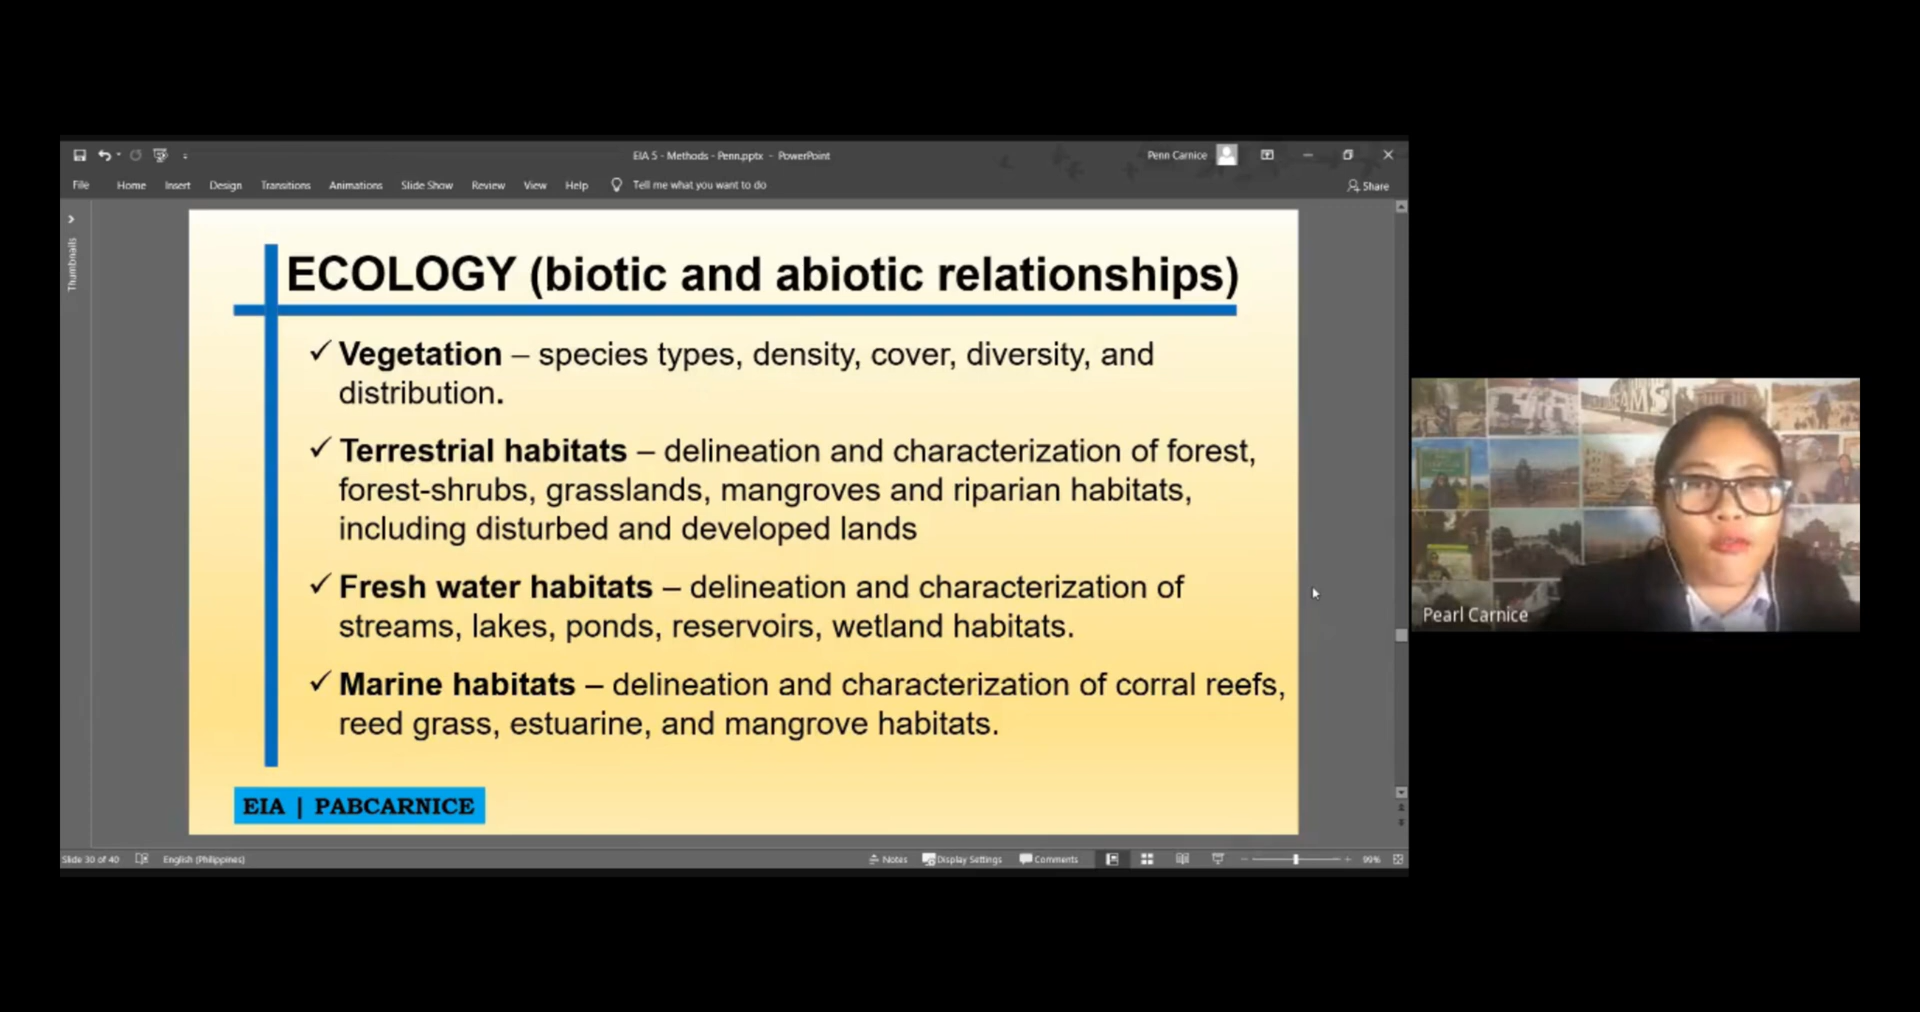 EIA 5 - Methods - Penn.pptx - PowerPoint
Penn Carnice
File Home Insert Design Transitions Animations Slide Show Review View Help Tell me what you want to do
Share
Thumbnails
ECOLOGY (biotic and abiotic relationships)
✓ Vegetation – species types, density, cover, diversity, and
distribution.
✓ Terrestrial habitats – delineation and characterization of forest,
forest-shrubs, grasslands, mangroves and riparian habitats,
including disturbed and developed lands
✓ Fresh water habitats – delineation and characterization of
streams, lakes, ponds, reservoirs, wetland habitats.
✓ Marine habitats – delineation and characterization of corral reefs,
reed grass, estuarine, and mangrove habitats.
EIA | PABCARNICE
Pearl Carnice
Slide 30 of 40 English (Philippines) Notes Display Settings Comments 99%